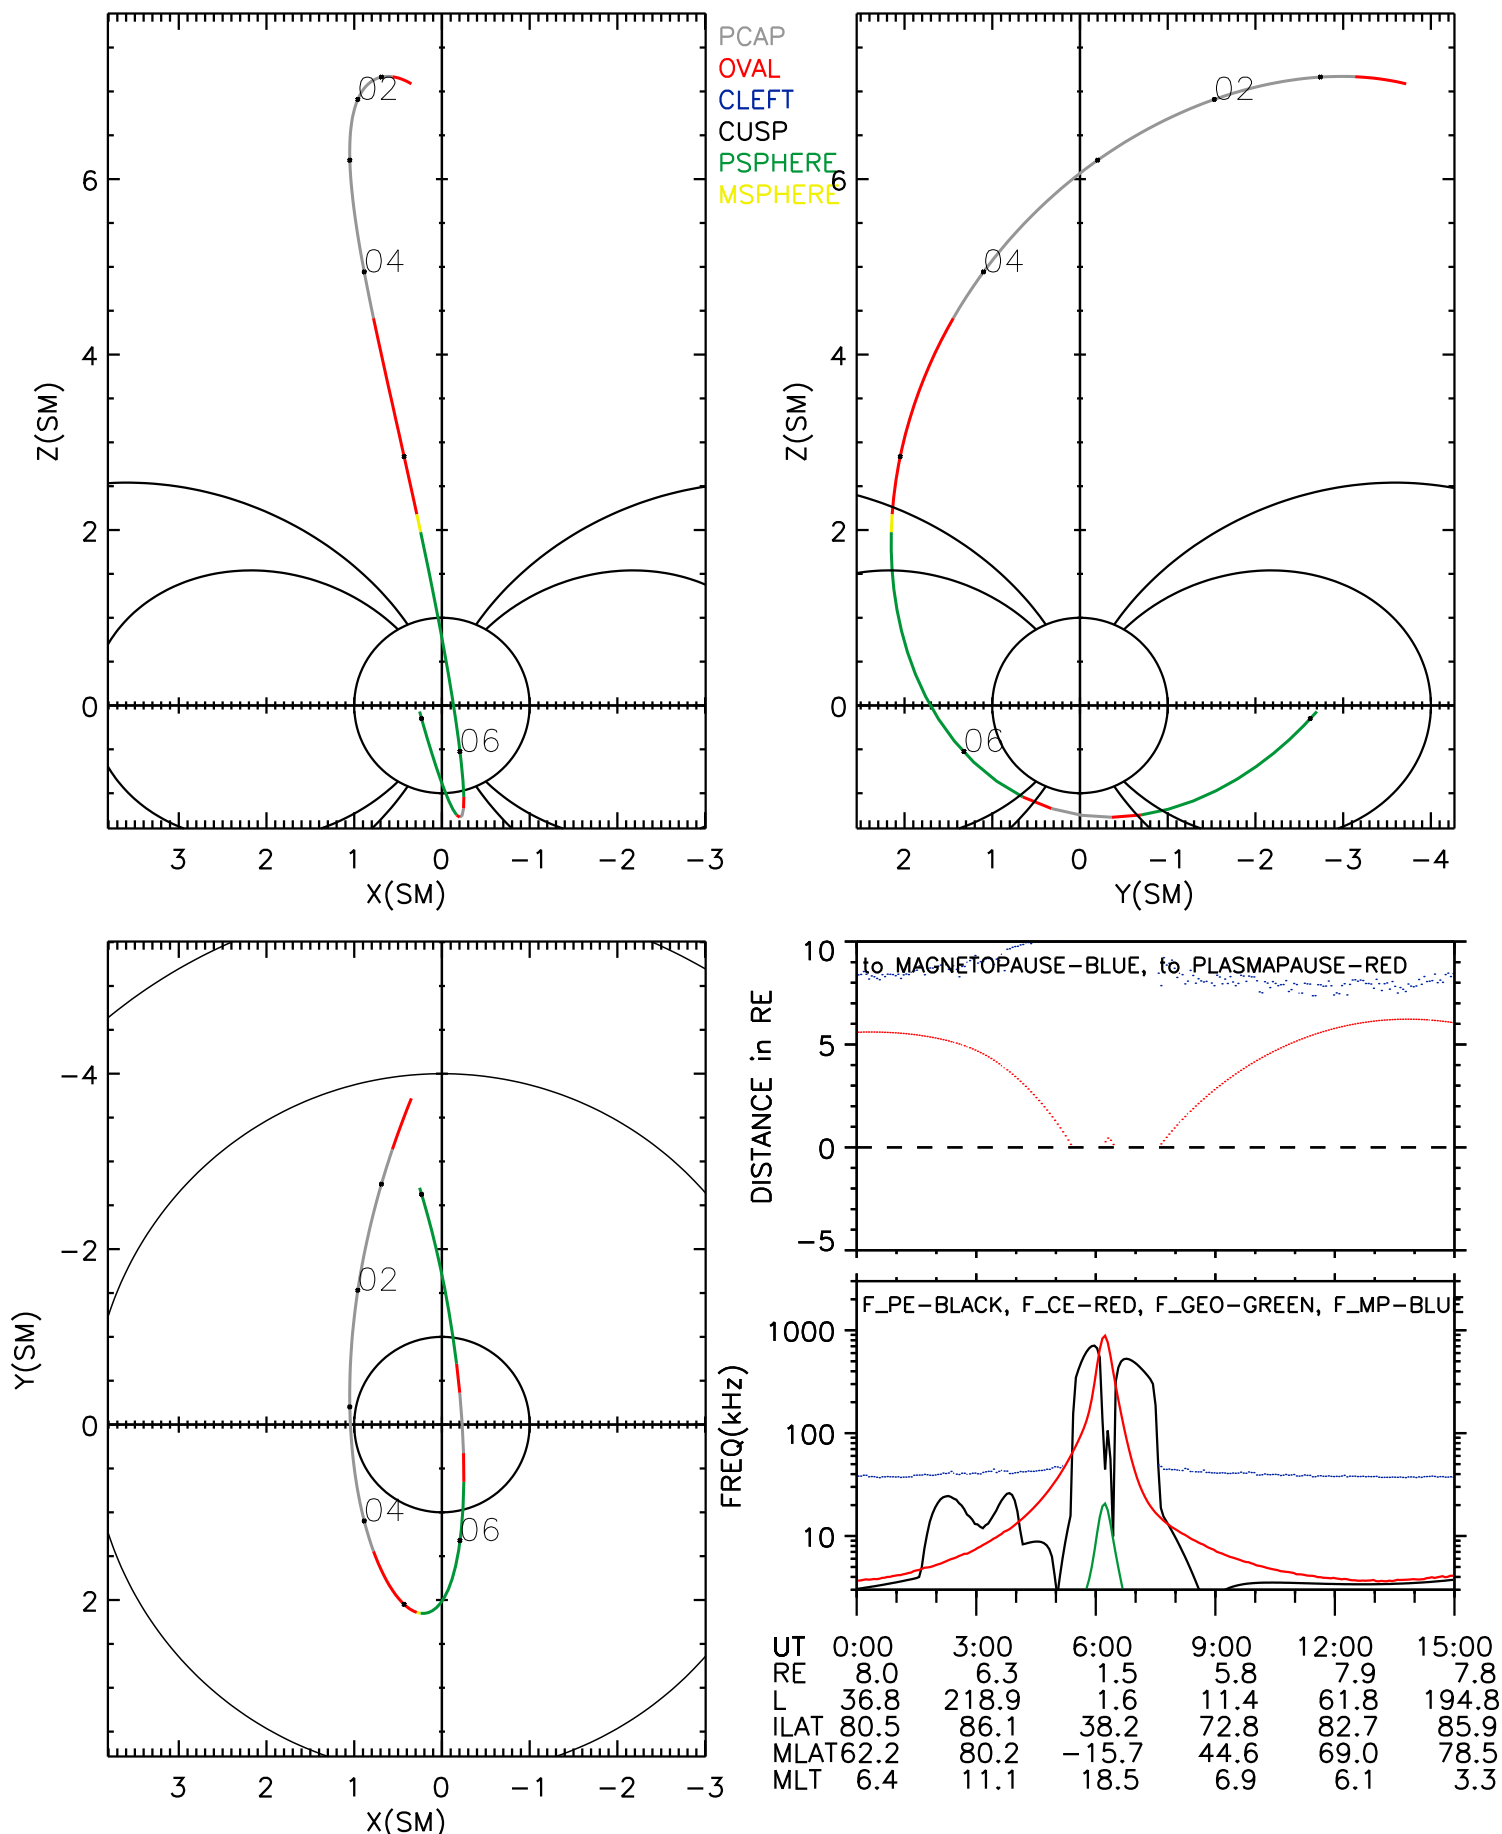 PCAP
OVAL
CLEFT
CUSP
PSPHERE
MSPHERE
02
04
06
6
4
2
0
Z(SM)
3 2 1 0 −1 −2 −3
X(SM)
02
04
06
6
4
2
0
Z(SM)
2 1 0 −1 −2 −3 −4
Y(SM)
−4
−2
0
2
Y(SM)
02
04
06
3 2 1 0 −1 −2 −3
X(SM)
to MAGNETOPAUSE−BLUE, to PLASMAPAUSE−RED
10
5
0
−5
DISTANCE in RE
F_PE−BLACK, F_CE−RED, F_GEO−GREEN, F_MP−BLUE
1000
100
10
FREQ(kHz)
UT 0:00 3:00 6:00 9:00 12:00 15:00
RE 8.0 6.3 1.5 5.8 7.9 7.8
L 36.8 218.9 1.6 11.4 61.8 194.8
ILAT 80.5 86.1 38.2 72.8 82.7 85.9
MLAT 62.2 80.2 −15.7 44.6 69.0 78.5
MLT 6.4 11.1 18.5 6.9 6.1 3.3